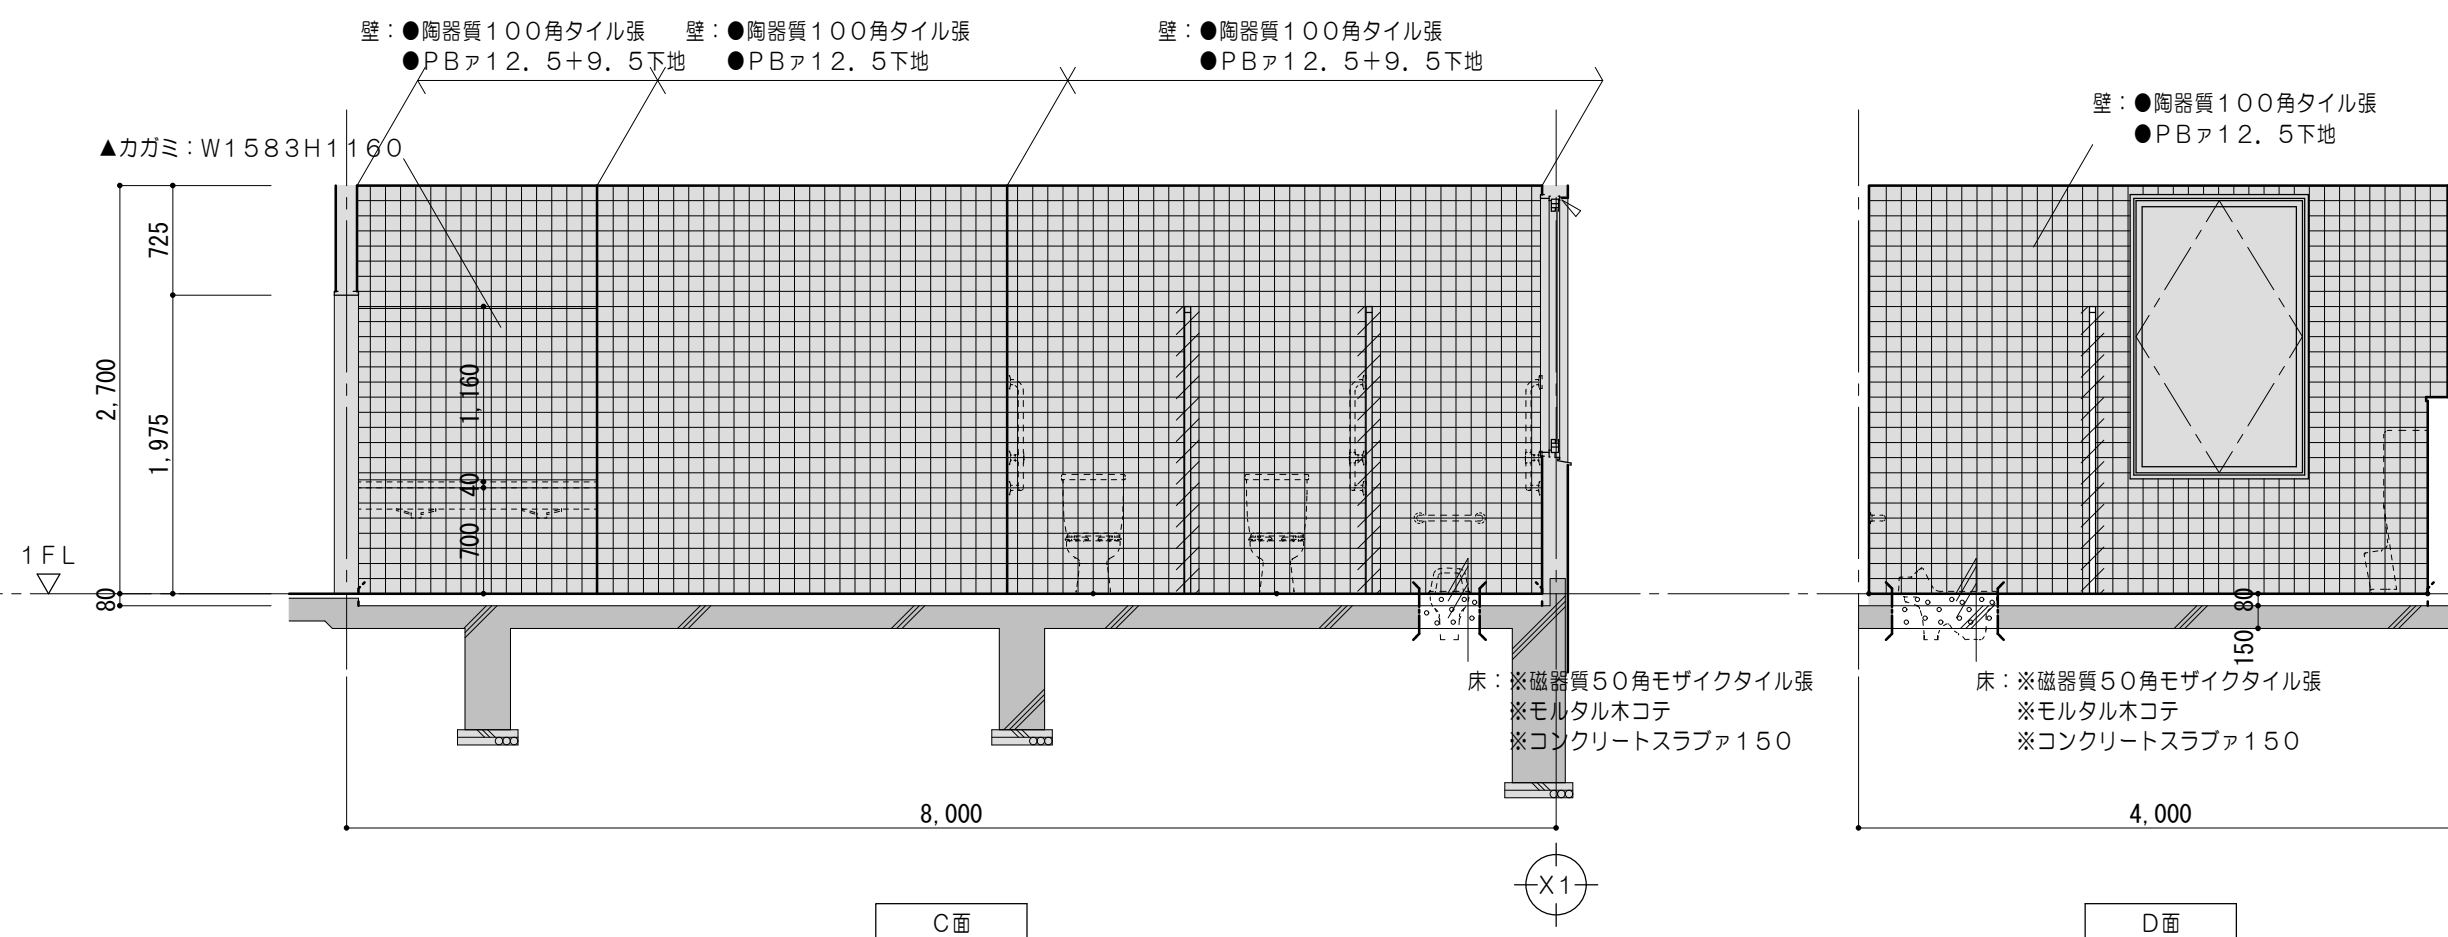 壁：●陶器質１００角タイル張
●ＰＢァ１２．５＋９．５下地
壁：●陶器質１００角タイル張
●ＰＢァ１２．５下地
壁：●陶器質１００角タイル張
●ＰＢァ１２．５＋９．５下地
壁：●陶器質１００角タイル張
●ＰＢァ１２．５下地
▲カガミ：Ｗ１５８３Ｈ１１６０
725
2,700
1,975
1,160
40
700
１ＦＬ
80
80
150
床：※磁器質５０角モザイクタイル張
※モルタル木コテ
※コンクリートスラブァ１５０
床：※磁器質５０角モザイクタイル張
※モルタル木コテ
※コンクリートスラブァ１５０
8,000
4,000
Ｘ１
Ｃ面
Ｄ面